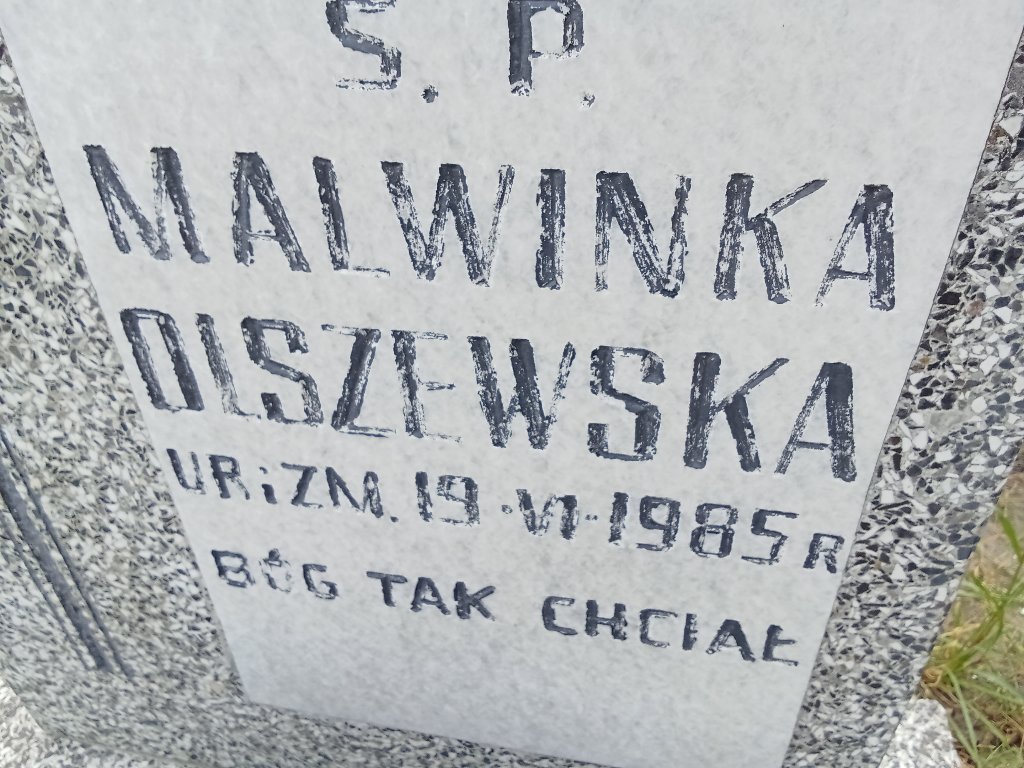 Ś. P.
MALWINKA
OLSZEWSKA
UR i ZM. 19·VI·1985 R
BÓG TAK CHCIAŁ